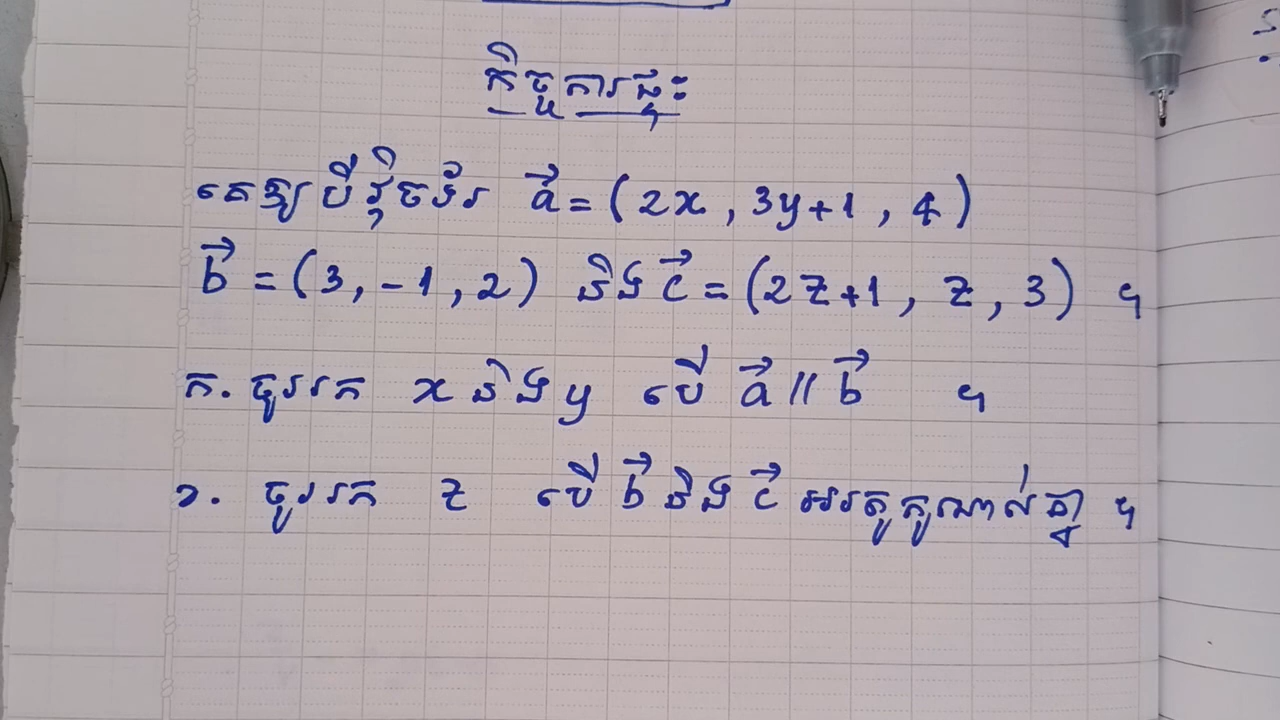 កិច្ចការផ្ទះ
គេឱ្យបីវ៉ិចទ័រ a⃗ = (2x , 3y+1 , 4)
b⃗ = (3, -1, 2) និង c⃗ = (2z+1 , z , 3) ។
ក. ចូររក x និង y បើ a⃗ // b⃗ ។
ខ. ចូររក z បើ b⃗ និង c⃗ អរតូកូណាល់គ្នា ។